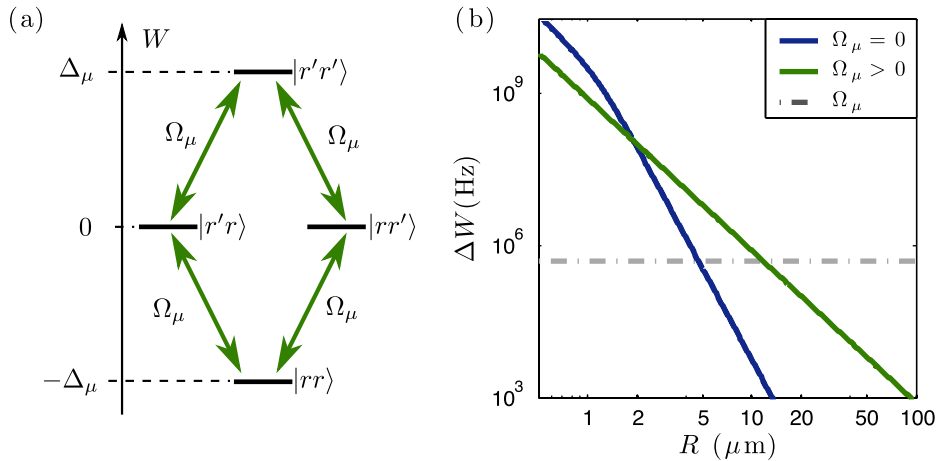 (a)
W
Δμ
|r′r′⟩
Ωμ
Ωμ
0
|r′r⟩
|rr′⟩
Ωμ
Ωμ
−Δμ
|rr⟩
(b)
Ωμ = 0
Ωμ > 0
Ωμ
ΔW(Hz)
10⁹
10⁶
10³
1 2 5 10 20 50 100
R (μm)